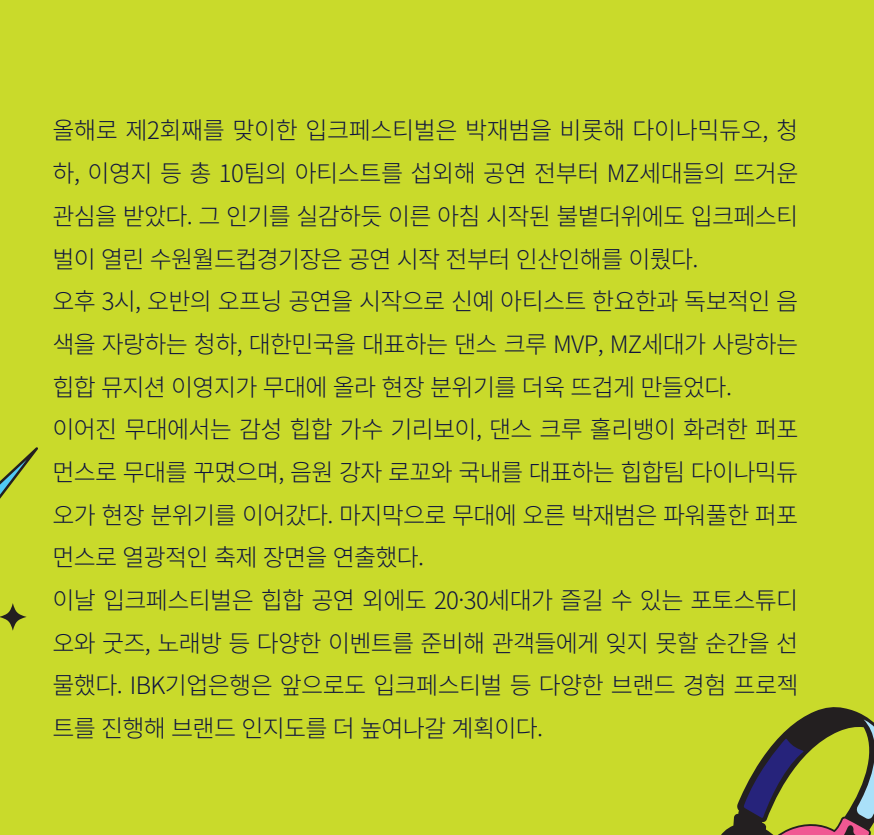 올해로 제2회째를 맞이한 입크페스티벌은 박재범을 비롯해 다이나믹듀오, 청
하, 이영지 등 총 10팀의 아티스트를 섭외해 공연 전부터 MZ세대들의 뜨거운
관심을 받았다. 그 인기를 실감하듯 이른 아침 시작된 불볕더위에도 입크페스티
벌이 열린 수원월드컵경기장은 공연 시작 전부터 인산인해를 이뤘다.
오후 3시, 오반의 오프닝 공연을 시작으로 신예 아티스트 한요한과 독보적인 음
색을 자랑하는 청하, 대한민국을 대표하는 댄스 크루 MVP, MZ세대가 사랑하는
힙합 뮤지션 이영지가 무대에 올라 현장 분위기를 더욱 뜨겁게 만들었다.
이어진 무대에서는 감성 힙합 가수 기리보이, 댄스 크루 홀리뱅이 화려한 퍼포
먼스로 무대를 꾸몄으며, 음원 강자 로꼬와 국내를 대표하는 힙합팀 다이나믹듀
오가 현장 분위기를 이어갔다. 마지막으로 무대에 오른 박재범은 파워풀한 퍼포
먼스로 열광적인 축제 장면을 연출했다.
이날 입크페스티벌은 힙합 공연 외에도 20·30세대가 즐길 수 있는 포토스튜디
오와 굿즈, 노래방 등 다양한 이벤트를 준비해 관객들에게 잊지 못할 순간을 선
물했다. IBK기업은행은 앞으로도 입크페스티벌 등 다양한 브랜드 경험 프로젝
트를 진행해 브랜드 인지도를 더 높여나갈 계획이다.